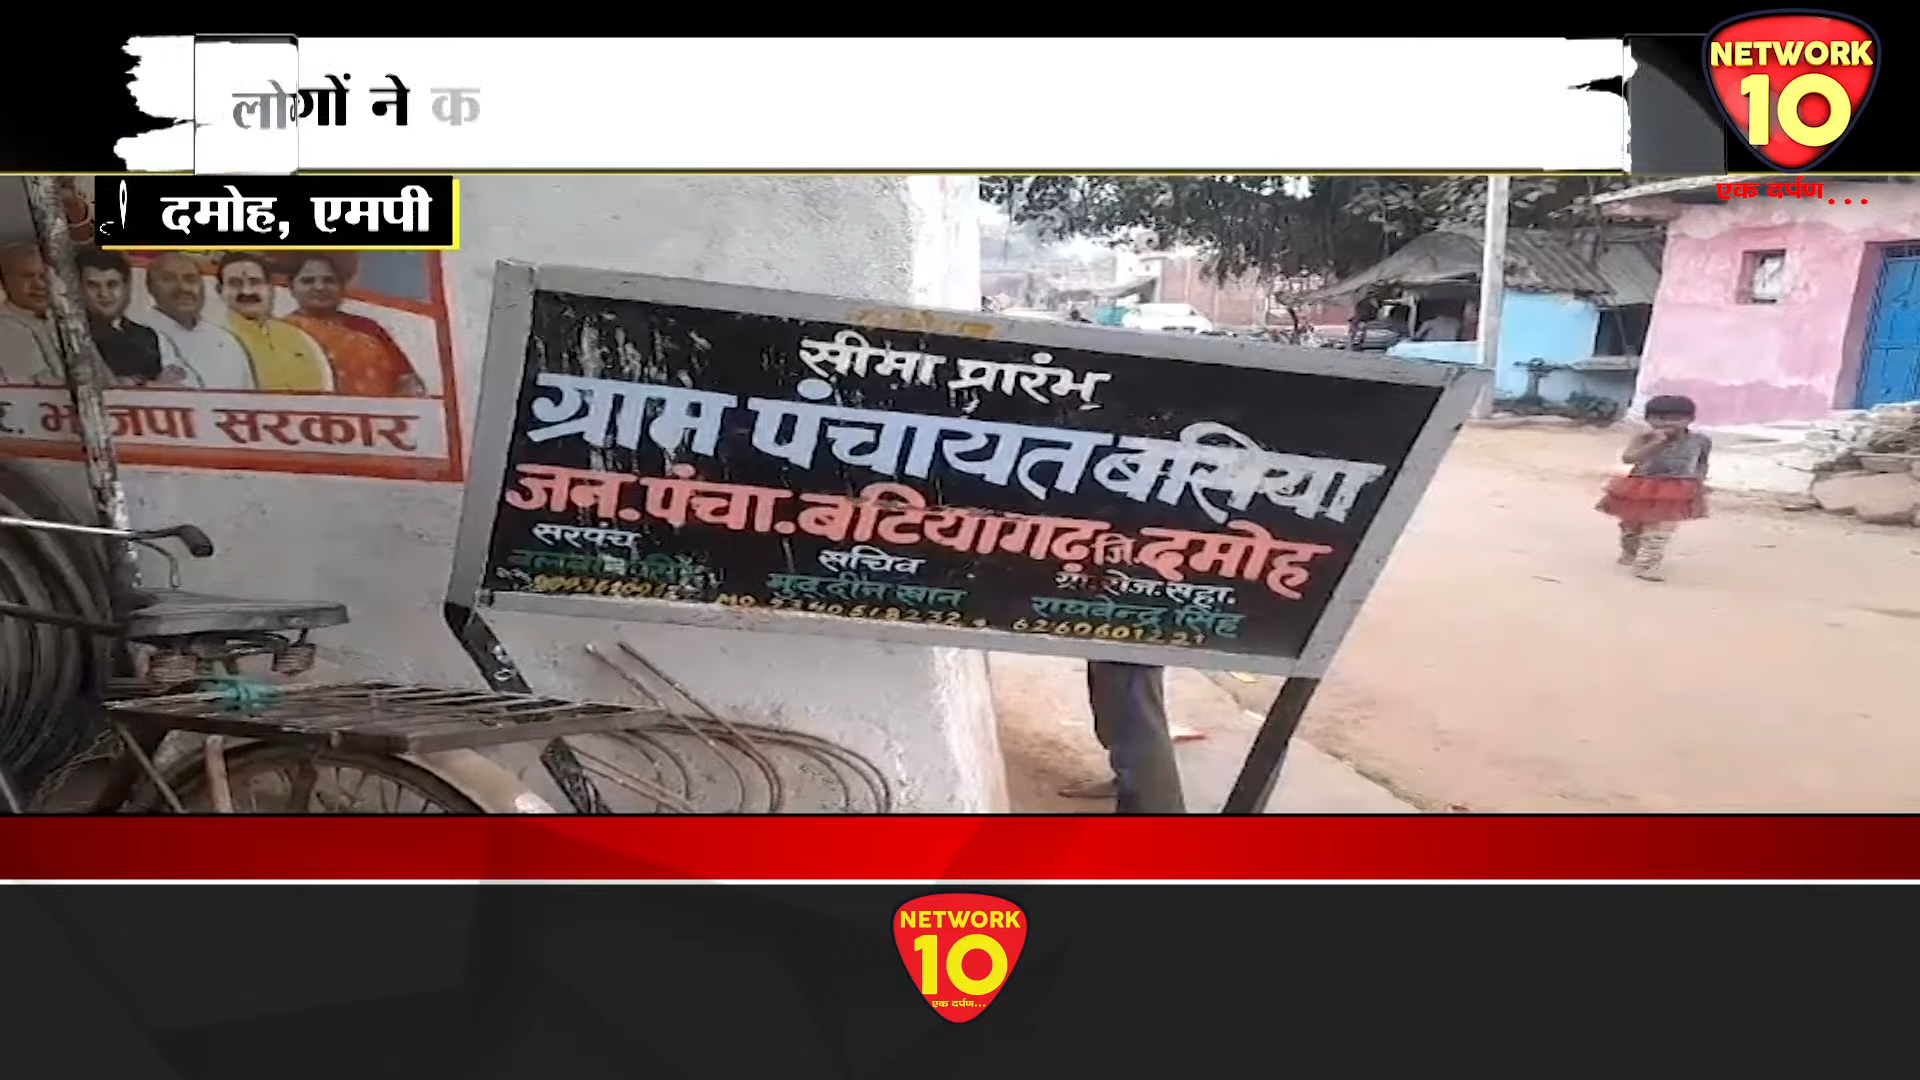 लोगों ने क
NETWORK
10
एक दर्पण...
दमोह, एमपी
भाजपा सरकार
सीमा प्रारंभ
ग्राम पंचायत बसिया
जन.पंचा.बटियागढ़ जि.दमोह
सरपंच
सचिव
ग्रा. रोज. सहा.
खान
राघवेन्द्र सिंह
NETWORK
10
एक दर्पण...